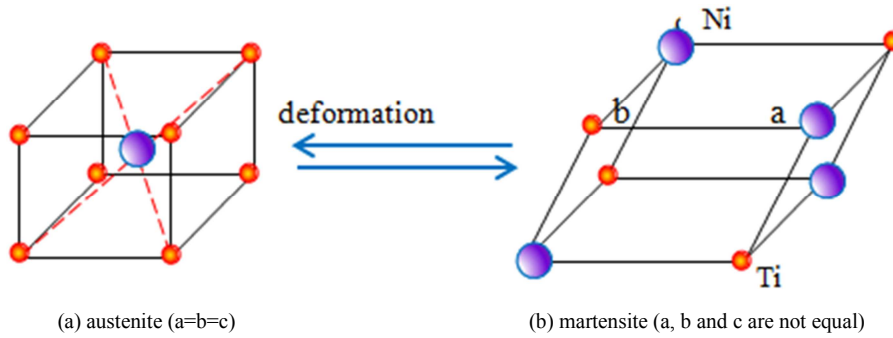 Ni
b
a
deformation
Ti
(a) austenite (a=b=c)
(b) martensite (a, b and c are not equal)